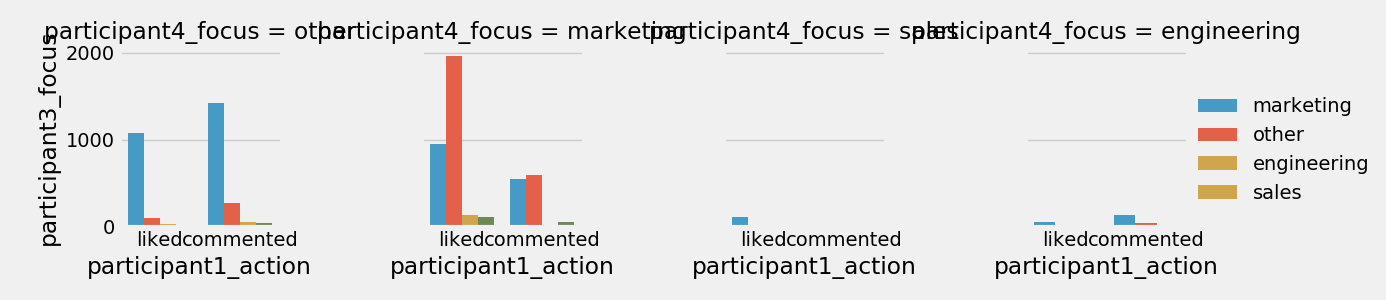 participant4_focus = other
participant4_focus = marketing
participant4_focus = sales
participant4_focus = engineering
participant3_focus
2000
1000
0
liked commented
liked commented
liked commented
liked commented
participant1_action
participant1_action
participant1_action
participant1_action
marketing
other
engineering
sales